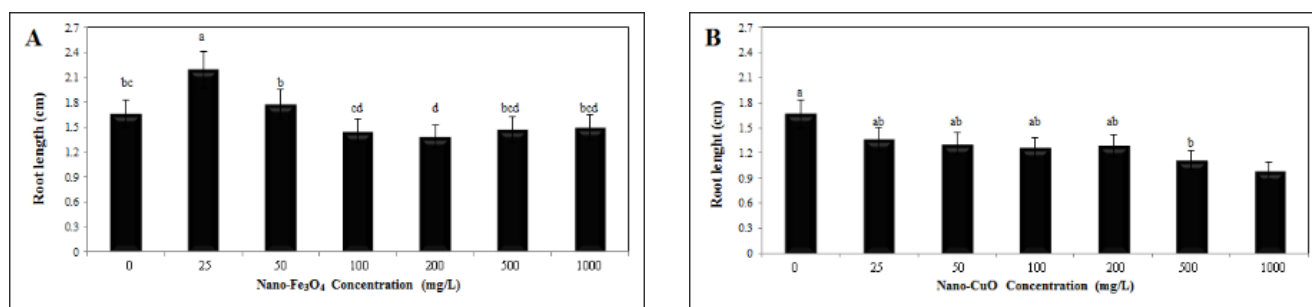 A
Root length (cm)
2.7
2.4
2.1
1.8
1.5
1.2
0.9
0.6
0.3
0
bc
a
b
cd
d
bcd
bcd
0 25 50 100 200 500 1000
Nano-Fe₃O₄ Concentration (mg/L)
B
Root lenght (cm)
2.7
2.4
2.1
1.8
1.5
1.2
0.9
0.6
0.3
0
a
ab
ab
ab
ab
b
0 25 50 100 200 500 1000
Nano-CuO Concentration (mg/L)